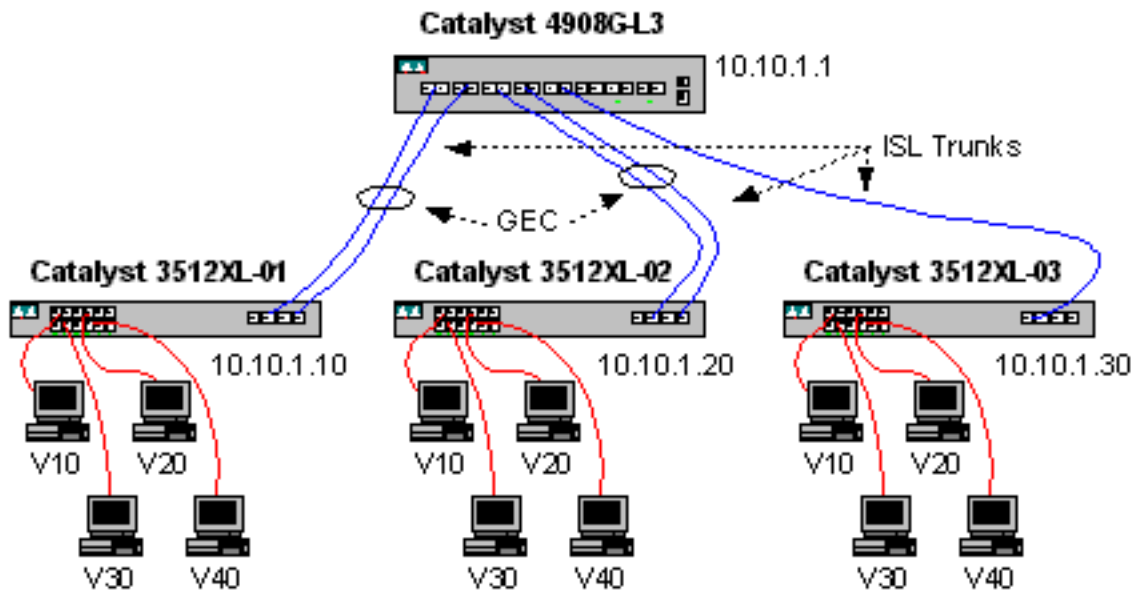 Catalyst 4908G-L3
10.10.1.1
ISL Trunks
GEC
Catalyst 3512XL-01
Catalyst 3512XL-02
Catalyst 3512XL-03
10.10.1.10
10.10.1.20
10.10.1.30
V10
V20
V10
V20
V10
V20
V30
V40
V30
V40
V30
V40